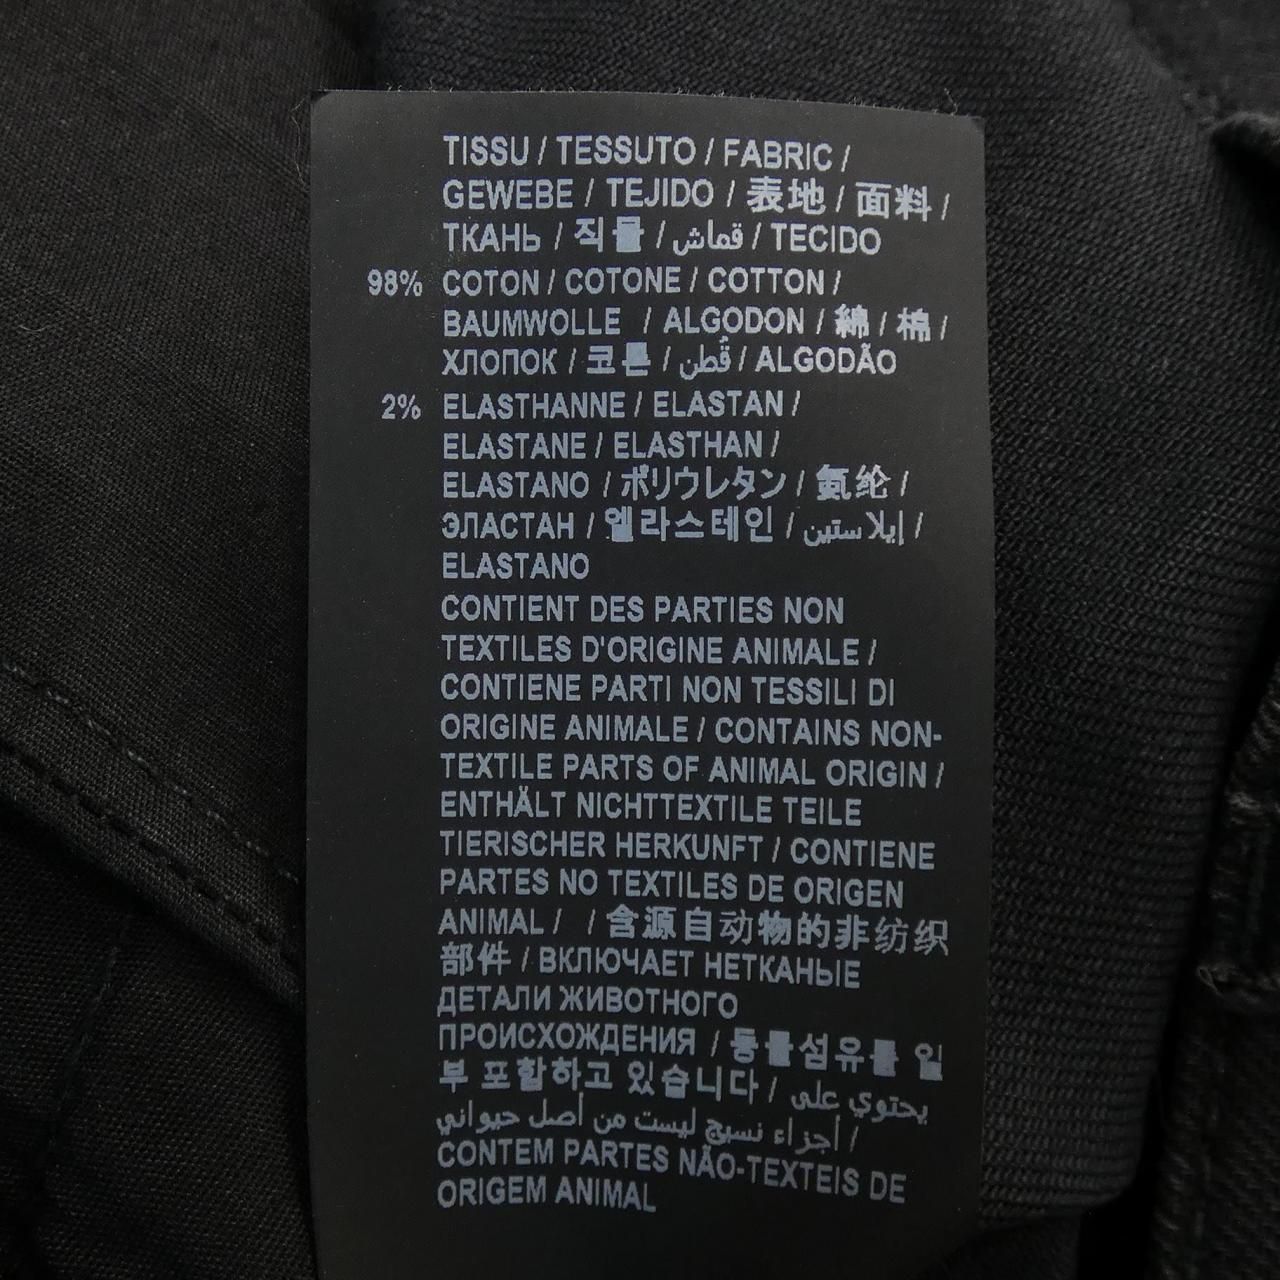 TISSU / TESSUTO / FABRIC /
GEWEBE / TEJIDO / 表地 / 面料 /
ТКАНЬ / 직물 / قماش / TECIDO
98% COTON / COTONE / COTTON /
BAUMWOLLE / ALGODON / 綿 / 棉 /
ХЛОПОК / 코튼 / قُطن / ALGODÃO
2% ELASTHANNE / ELASTAN /
ELASTANE / ELASTHAN /
ELASTANO / ポリウレタン / 氨纶 /
ЭЛАСТАН / 엘라스테인 / إيلاستين /
ELASTANO
CONTIENT DES PARTIES NON
TEXTILES D'ORIGINE ANIMALE /
CONTIENE PARTI NON TESSILI DI
ORIGINE ANIMALE / CONTAINS NON-
TEXTILE PARTS OF ANIMAL ORIGIN /
ENTHÄLT NICHTTEXTILE TEILE
TIERISCHER HERKUNFT / CONTIENE
PARTES NO TEXTILES DE ORIGEN
ANIMAL / / 含源自动物的非纺织
部件 / ВКЛЮЧАЕТ НЕТКАНЫЕ
ДЕТАЛИ ЖИВОТНОГО
ПРОИСХОЖДЕНИЯ / 동물섬유를 일
부 포함하고 있습니다 / يحتوي على
أجزاء نسيج ليست من أصل حيواني /
CONTEM PARTES NÃO-TEXTEIS DE
ORIGEM ANIMAL